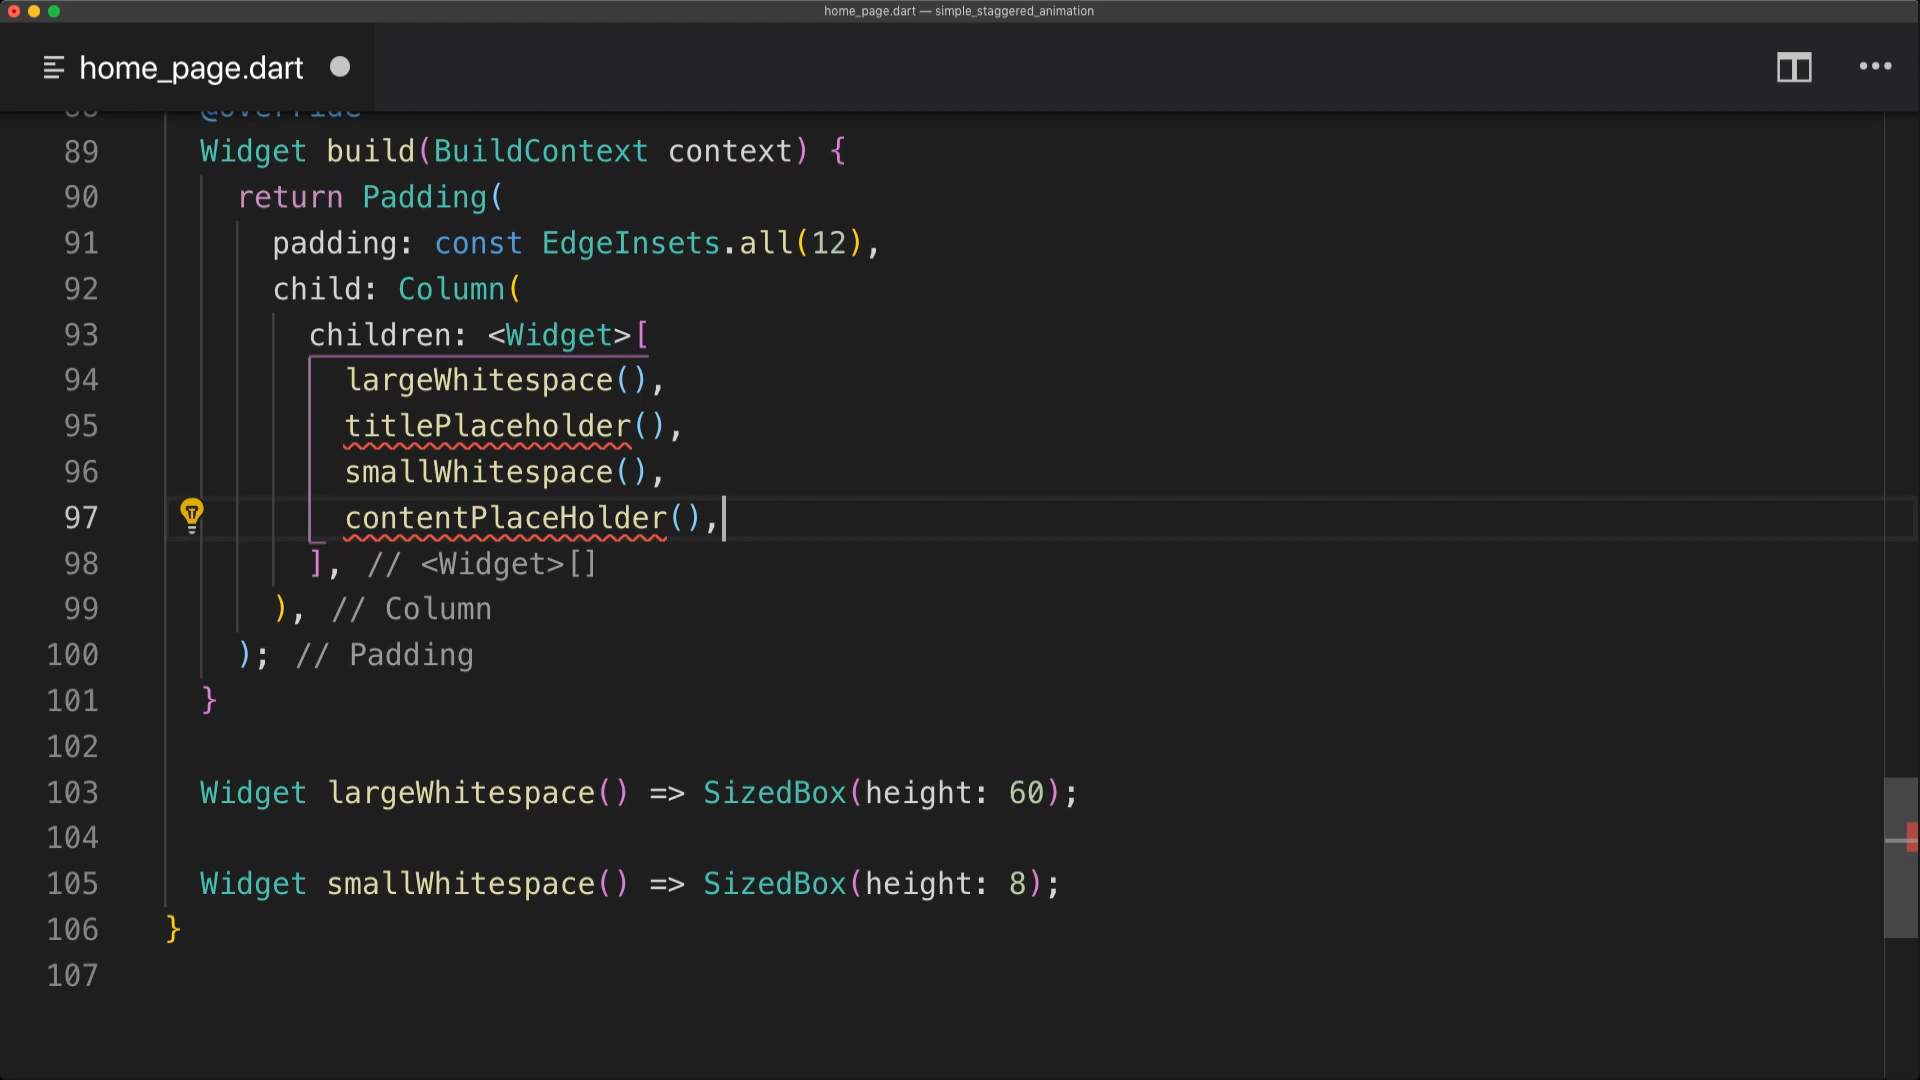 home_page.dart — simple_staggered_animation
home_page.dart
89 Widget build(BuildContext context) {
90 return Padding(
91 padding: const EdgeInsets.all(12),
92 child: Column(
93 children: <Widget>[
94 largeWhitespace(),
95 titlePlaceholder(),
96 smallWhitespace(),
97 contentPlaceHolder(),
98 ], // <Widget>[]
99 ), // Column
100 ); // Padding
101 }
102
103 Widget largeWhitespace() => SizedBox(height: 60);
104
105 Widget smallWhitespace() => SizedBox(height: 8);
106 }
107